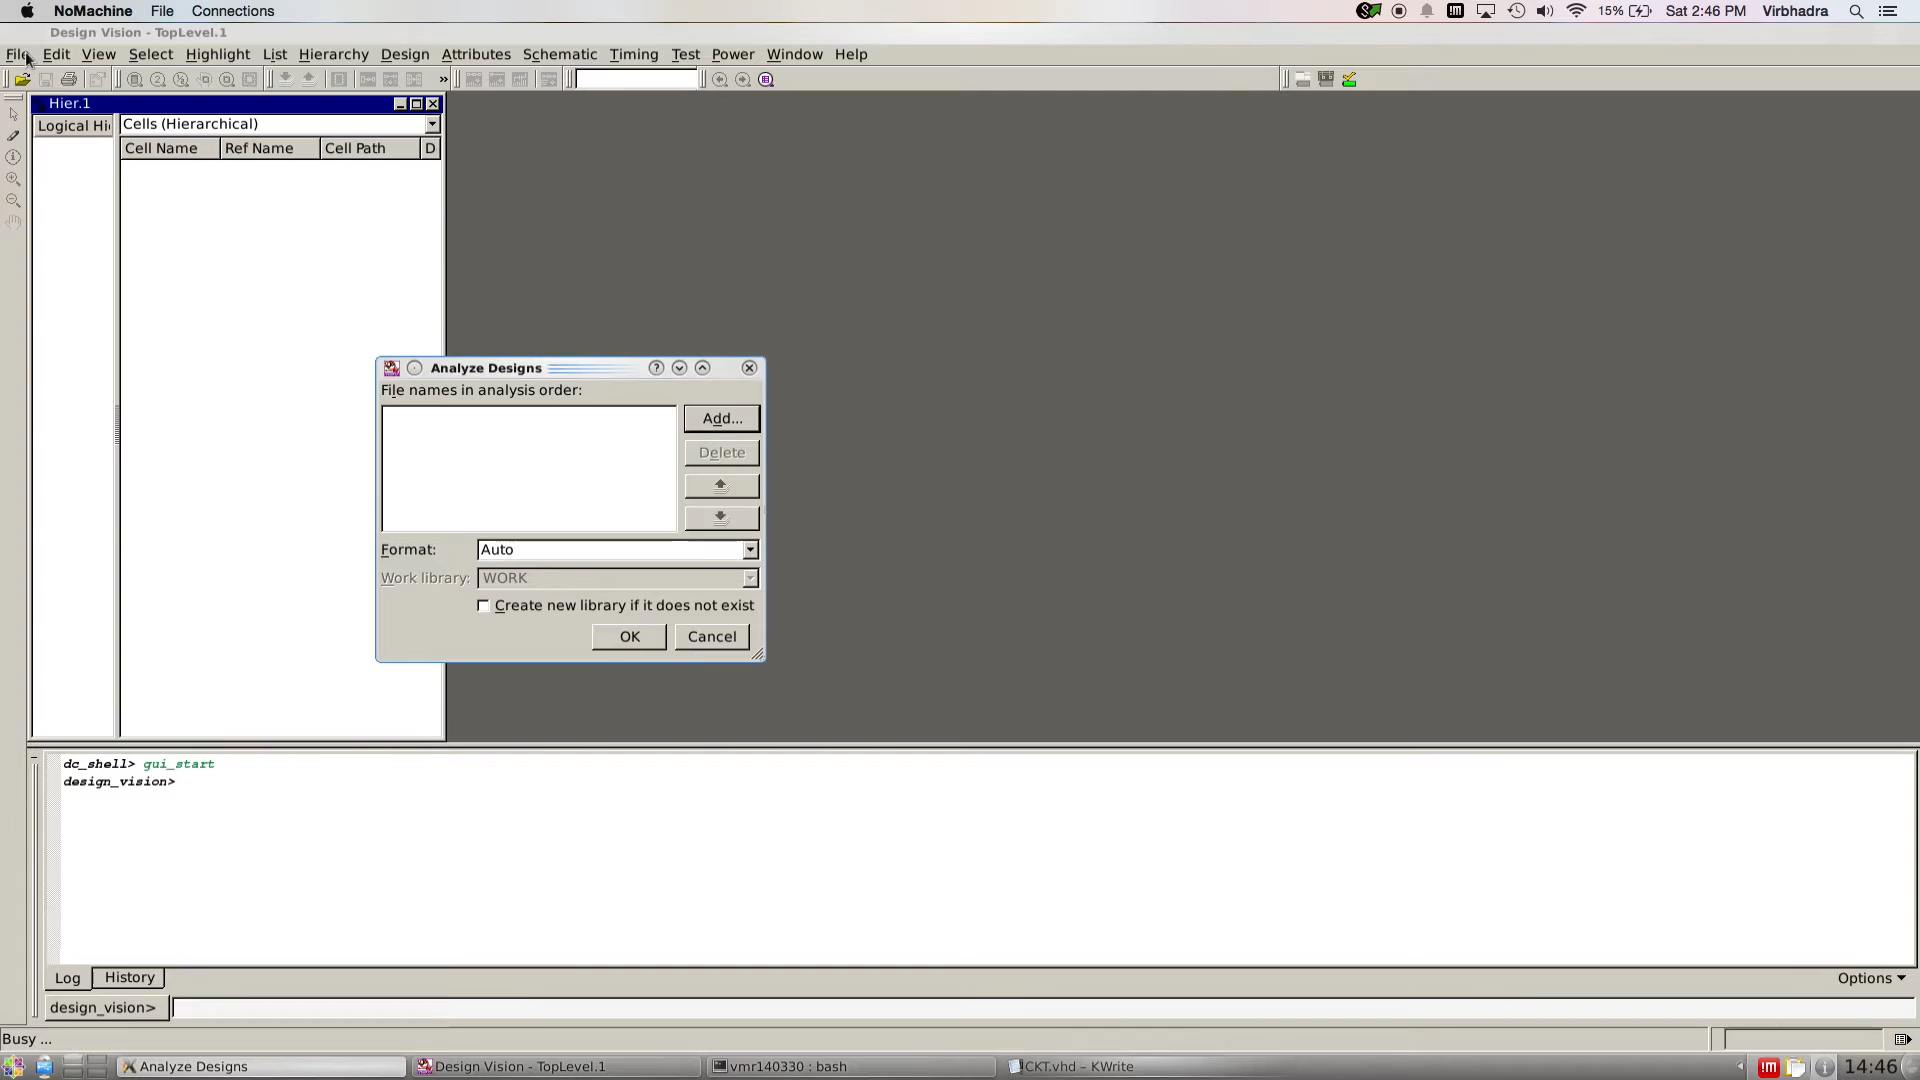 NoMachine File Connections 15% Sat 2:46 PM Virbhadra
Design Vision - TopLevel.1
File Edit View Select Highlight List Hierarchy Design Attributes Schematic Timing Test Power Window Help
Hier.1
Logical Hi
Cells (Hierarchical)
Cell Name Ref Name Cell Path D
Analyze Designs
File names in analysis order:
Add...
Delete
Format: Auto
Work library: WORK
Create new library if it does not exist
OK Cancel
dc_shell> gui_start
design_vision>
Log History Options
design_vision>
Busy ...
Analyze Designs Design Vision - TopLevel.1 vmr140330 : bash CKT.vhd – KWrite 14:46